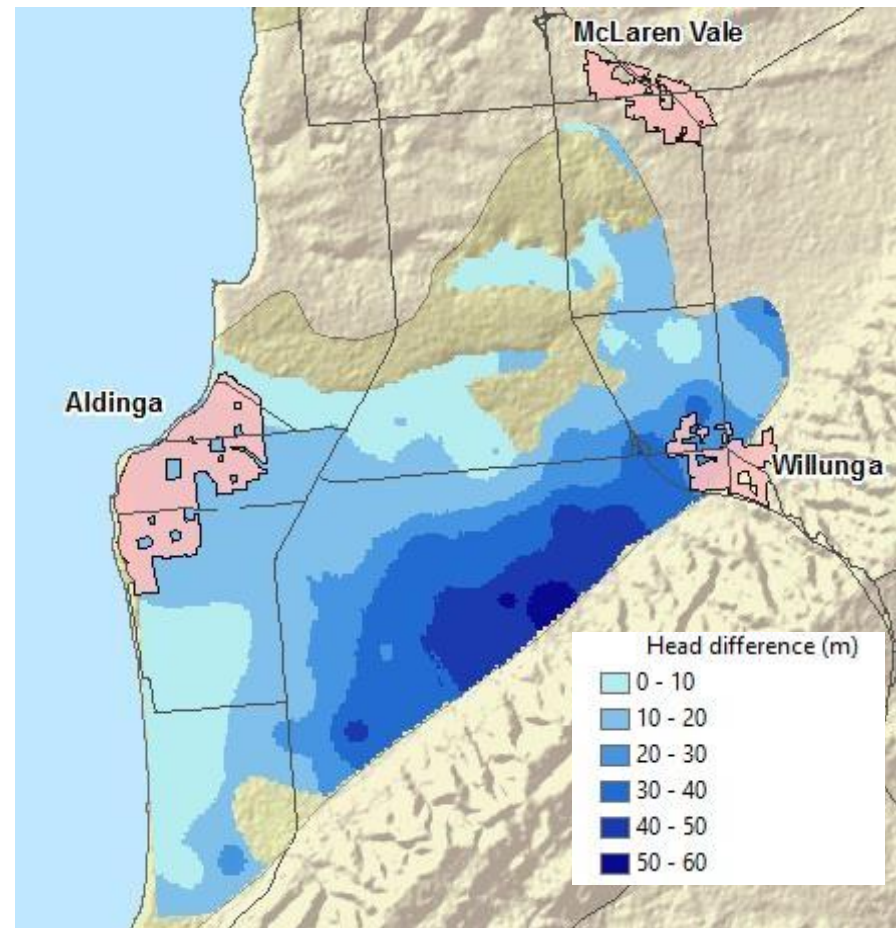 McLaren Vale
Aldinga
Willunga
Head difference (m)
0 - 10
10 - 20
20 - 30
30 - 40
40 - 50
50 - 60